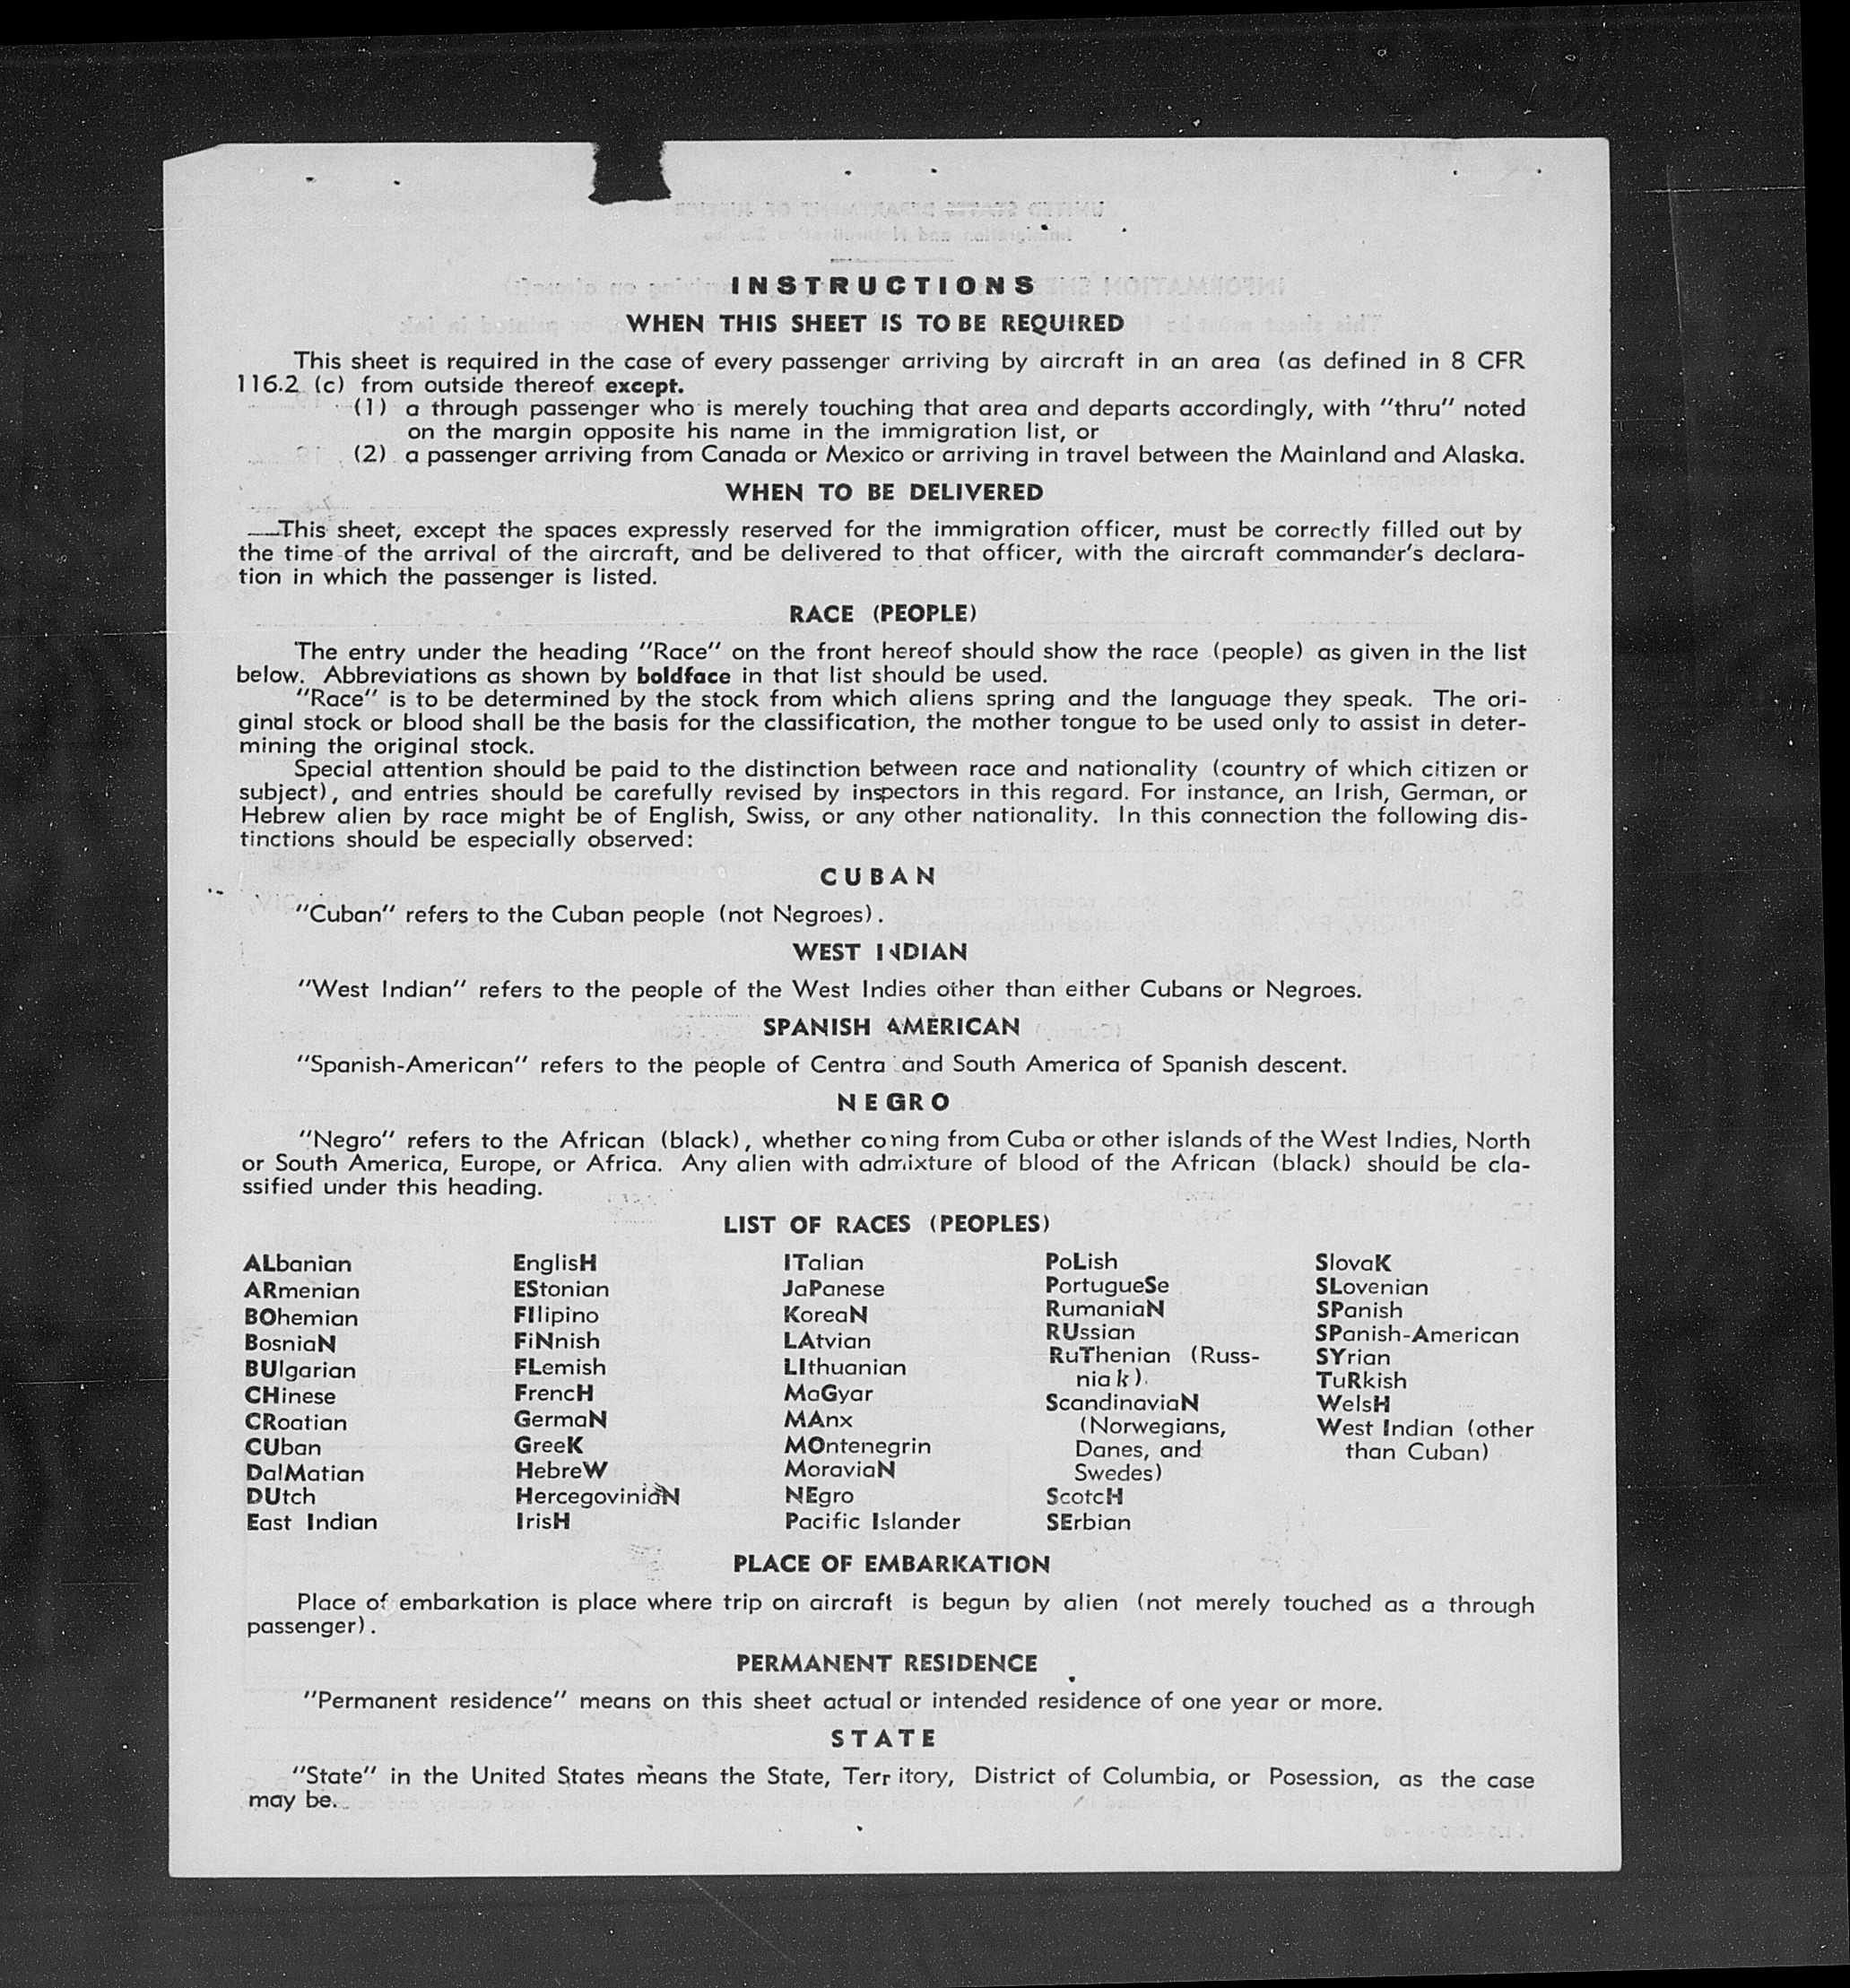 INSTRUCTIONS
WHEN THIS SHEET IS TO BE REQUIRED
This sheet is required in the case of every passenger arriving by aircraft in an area (as defined in 8 CFR
116.2 (c) from outside thereof except.
(1) a through passenger who is merely touching that area and departs accordingly, with "thru" noted
on the margin opposite his name in the immigration list, or
(2) a passenger arriving from Canada or Mexico or arriving in travel between the Mainland and Alaska.
WHEN TO BE DELIVERED
This sheet, except the spaces expressly reserved for the immigration officer, must be correctly filled out by
the time of the arrival of the aircraft, and be delivered to that officer, with the aircraft commander's declara-
tion in which the passenger is listed.
RACE (PEOPLE)
The entry under the heading "Race" on the front hereof should show the race (people) as given in the list
below. Abbreviations as shown by boldface in that list should be used.
"Race" is to be determined by the stock from which aliens spring and the language they speak. The ori-
ginal stock or blood shall be the basis for the classification, the mother tongue to be used only to assist in deter-
mining the original stock.
Special attention should be paid to the distinction between race and nationality (country of which citizen or
subject), and entries should be carefully revised by inspectors in this regard. For instance, an Irish, German, or
Hebrew alien by race might be of English, Swiss, or any other nationality. In this connection the following dis-
tinctions should be especially observed:
CUBAN
"Cuban" refers to the Cuban people (not Negroes).
WEST INDIAN
"West Indian" refers to the people of the West Indies other than either Cubans or Negroes.
SPANISH AMERICAN
"Spanish-American" refers to the people of Centra and South America of Spanish descent.
NEGRO
"Negro" refers to the African (black), whether coming from Cuba or other islands of the West Indies, North
or South America, Europe, or Africa. Any alien with admixture of blood of the African (black) should be cla-
ssified under this heading.
LIST OF RACES (PEOPLES)
ALbanian
ARmenian
BOhemian
BosniaN
BUlgarian
CHinese
CRoatian
CUban
DalMatian
DUtch
East Indian
EnglisH
EStonian
FIlipino
FiNnish
FLemish
FrencH
GermaN
GreeK
HebreW
HercegoviniaN
IrisH
ITalian
JaPanese
KoreaN
LAtvian
LIthuanian
MaGyar
MAnx
MOntenegrin
MoraviaN
NEgro
Pacific Islander
PoLish
PortugueSe
RumaniaN
RUssian
RuThenian (Russ-
niak).
ScandinaviaN
(Norwegians,
Danes, and
Swedes)
ScotcH
SErbian
SlovaK
SLovenian
SPanish
SPanish-American
SYrian
TuRkish
WelsH
West Indian (other
than Cuban)
PLACE OF EMBARKATION
Place of embarkation is place where trip on aircraft is begun by alien (not merely touched as a through
passenger).
PERMANENT RESIDENCE
"Permanent residence" means on this sheet actual or intended residence of one year or more.
STATE
"State" in the United States means the State, Territory, District of Columbia, or Posession, as the case
may be.